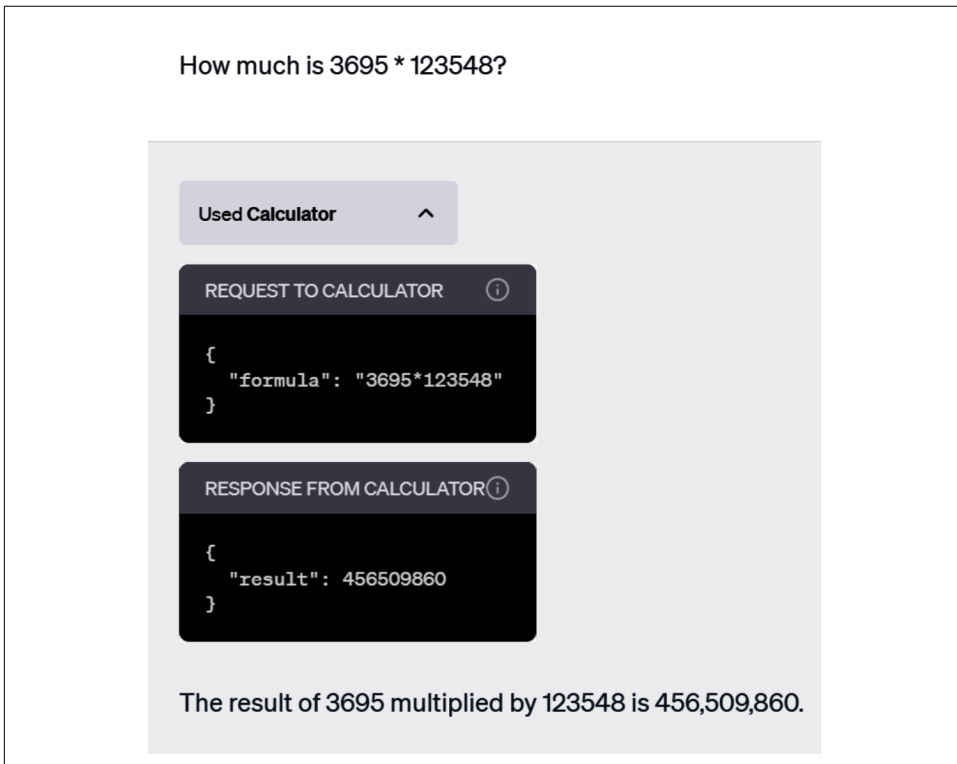 How much is 3695 * 123548?
Used Calculator
REQUEST TO CALCULATOR
{
"formula": "3695*123548"
}
RESPONSE FROM CALCULATOR
{
"result": 456509860
}
The result of 3695 multiplied by 123548 is 456,509,860.